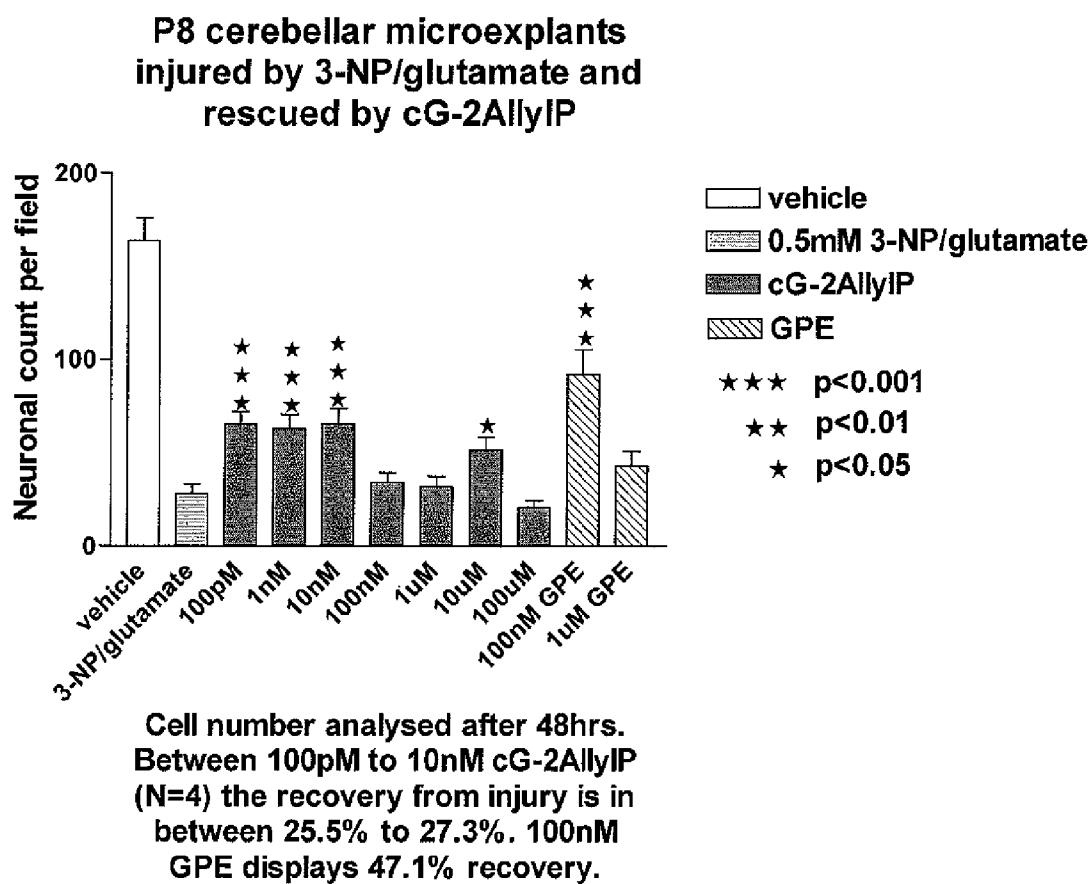 P8 cerebellar microexplants
injured by 3-NP/glutamate and
rescued by cG-2AllylP
Neuronal count per field
200
100
0
vehicle
3-NP/glutamate
100pM
1nM
10nM
100nM
1uM
10uM
100uM
100nM GPE
1uM GPE
vehicle
0.5mM 3-NP/glutamate
cG-2AllylP
GPE
★★★ p<0.001
★★ p<0.01
★ p<0.05
Cell number analysed after 48hrs.
Between 100pM to 10nM cG-2AllylP
(N=4) the recovery from injury is in
between 25.5% to 27.3%. 100nM
GPE displays 47.1% recovery.